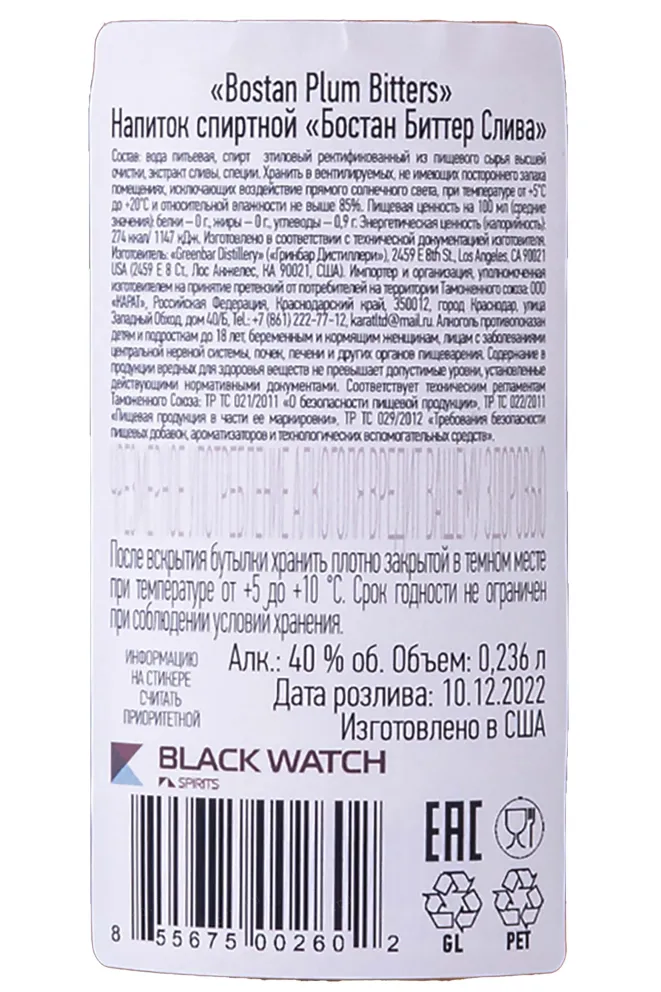 «Bostan Plum Bitters»
Напиток спиртной «Бостан Биттер Слива»
Состав: вода питьевая, спирт этиловый ректификованный из пищевого сырья высшей
очистки, экстракт сливы, специи. Хранить в вентилируемых, не имеющих постороннего запаха
помещениях, исключающих воздействие прямого солнечного света, при температуре от +5°С
до +20°С и относительной влажности не выше 85%. Пищевая ценность на 100 мл (средние
значения): белки – 0 г., жиры – 0 г., углеводы – 0,9 г. Энергетическая ценность (калорийность):
274 ккал/ 1147 кДж. Изготовлено в соответствии с технической документацией изготовителя.
Изготовитель: «Greenbar Distillery» («Гринбар Дистиллери»), 2459 E 8th St., Los Angeles, CA 90021
USA (2459 Е 8 Ст., Лос Анжелес, КА 90021, США). Импортер и организация, уполномоченная
изготовителем на принятие претензий от потребителей на территории Таможенного союза: ООО
«КАРАТ», Российская Федерация, Краснодарский край, 350012, город Краснодар, улица
Западный Обход, дом 40/Б, Tel.: +7 (861) 222-77-12, karatltd@mail.ru. Алкоголь противопоказан
детям и подросткам до 18 лет, беременным и кормящим женщинам, лицам с заболеваниями
центральной нервной системы, почек, печени и других органов пищеварения. Содержание в
продукции вредных для здоровья веществ не превышает допустимые уровни, установленные
действующими нормативными документами. Соответствует техническим регламентам
Таможенного Союза: ТР ТС 021/2011 «О безопасности пищевой продукции», ТР ТС 022/2011
«Пищевая продукция в части ее маркировки», ТР ТС 029/2012 «Требования безопасности
пищевых добавок, ароматизаторов и технологических вспомогательных средств».
ЧРЕЗМЕРНОЕ ПОТРЕБЛЕНИЕ АЛКОГОЛЯ ВРЕДИТ ВАШЕМУ ЗДОРОВЬЮ
После вскрытия бутылки хранить плотно закрытой в темном месте
при температуре от +5 до +10 °С. Срок годности не ограничен
при соблюдении условий хранения.
ИНФОРМАЦИЮ
НА СТИКЕРЕ
СЧИТАТЬ
ПРИОРИТЕТНОЙ
Алк.: 40 % об. Объем: 0,236 л
Дата розлива: 10.12.2022
Изготовлено в США
BLACK WATCH
SPIRITS
EAC
8 55675 00260 2
GL
PET